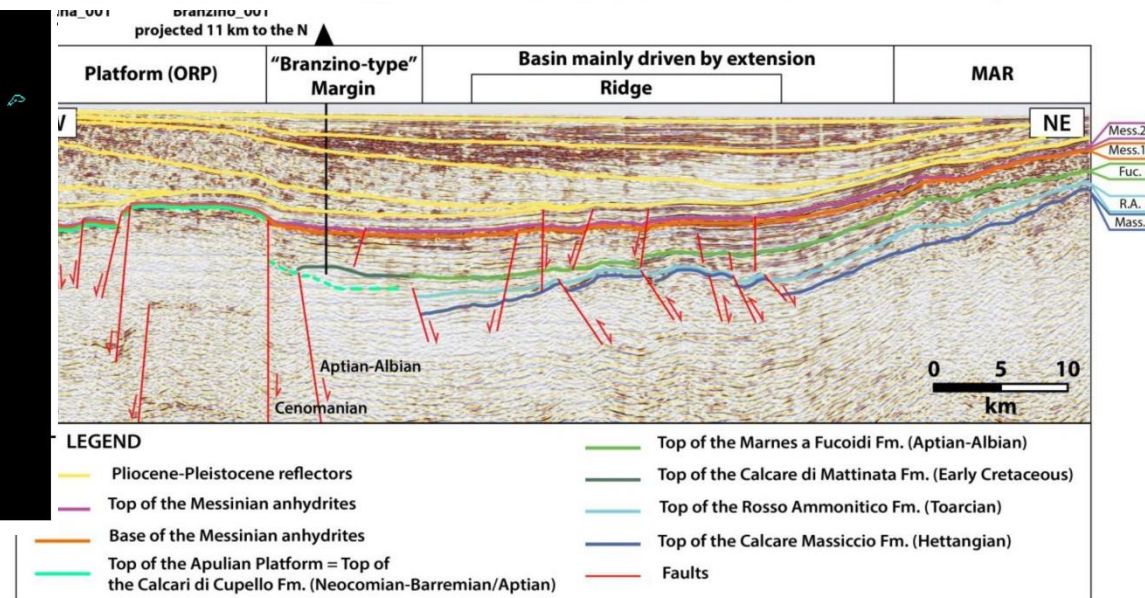 na_001 Branzino_001
projected 11 km to the N
Platform (ORP)
"Branzino-type"
Margin
Basin mainly driven by extension
Ridge
MAR
NE
Mess.2
Mess.1
Fuc.
R.A.
Mass.
Aptian-Albian
Cenomanian
0 5 10
km
LEGEND
Pliocene-Pleistocene reflectors
Top of the Messinian anhydrites
Base of the Messinian anhydrites
Top of the Apulian Platform = Top of
the Calcari di Cupello Fm. (Neocomian-Barremian/Aptian)
Top of the Marnes a Fucoidi Fm. (Aptian-Albian)
Top of the Calcare di Mattinata Fm. (Early Cretaceous)
Top of the Rosso Ammonitico Fm. (Toarcian)
Top of the Calcare Massiccio Fm. (Hettangian)
Faults